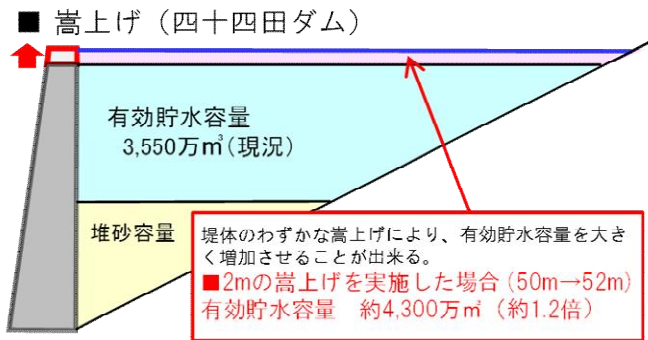 ■ 嵩上げ（四十四田ダム）
有効貯水容量
3,550万㎥(現況)
堆砂容量
堤体のわずかな嵩上げにより、有効貯水容量を大き
く増加させることが出来る。
■2mの嵩上げを実施した場合(50m→52m)
有効貯水容量　約4,300万㎥（約1.2倍）